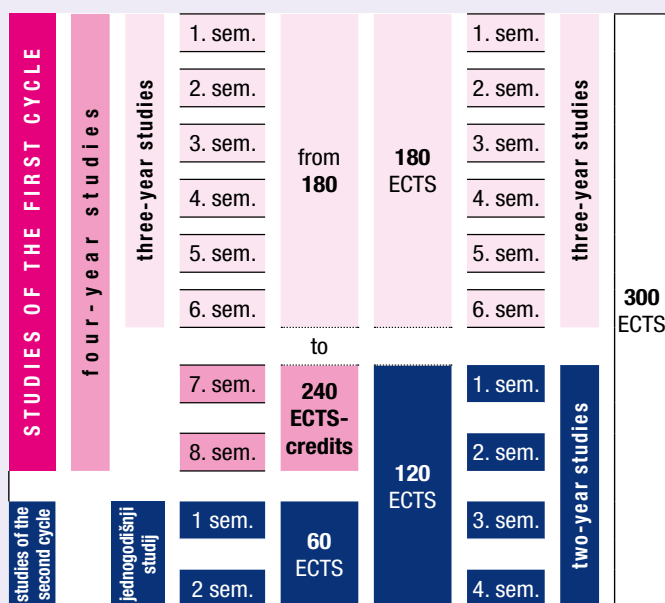 STUDIES OF THE FIRST CYCLE
four-year studies
three-year studies
1. sem.
2. sem.
3. sem.
4. sem.
5. sem.
6. sem.
7. sem.
8. sem.
from
180
to
240
ECTS-
credits
180
ECTS
1. sem.
2. sem.
3. sem.
4. sem.
5. sem.
6. sem.
three-year studies
300
ECTS
studies of the
second cycle
jednogodišnji
studij
1 sem.
2 sem.
60
ECTS
120
ECTS
1. sem.
2. sem.
3. sem.
4. sem.
two-year studies